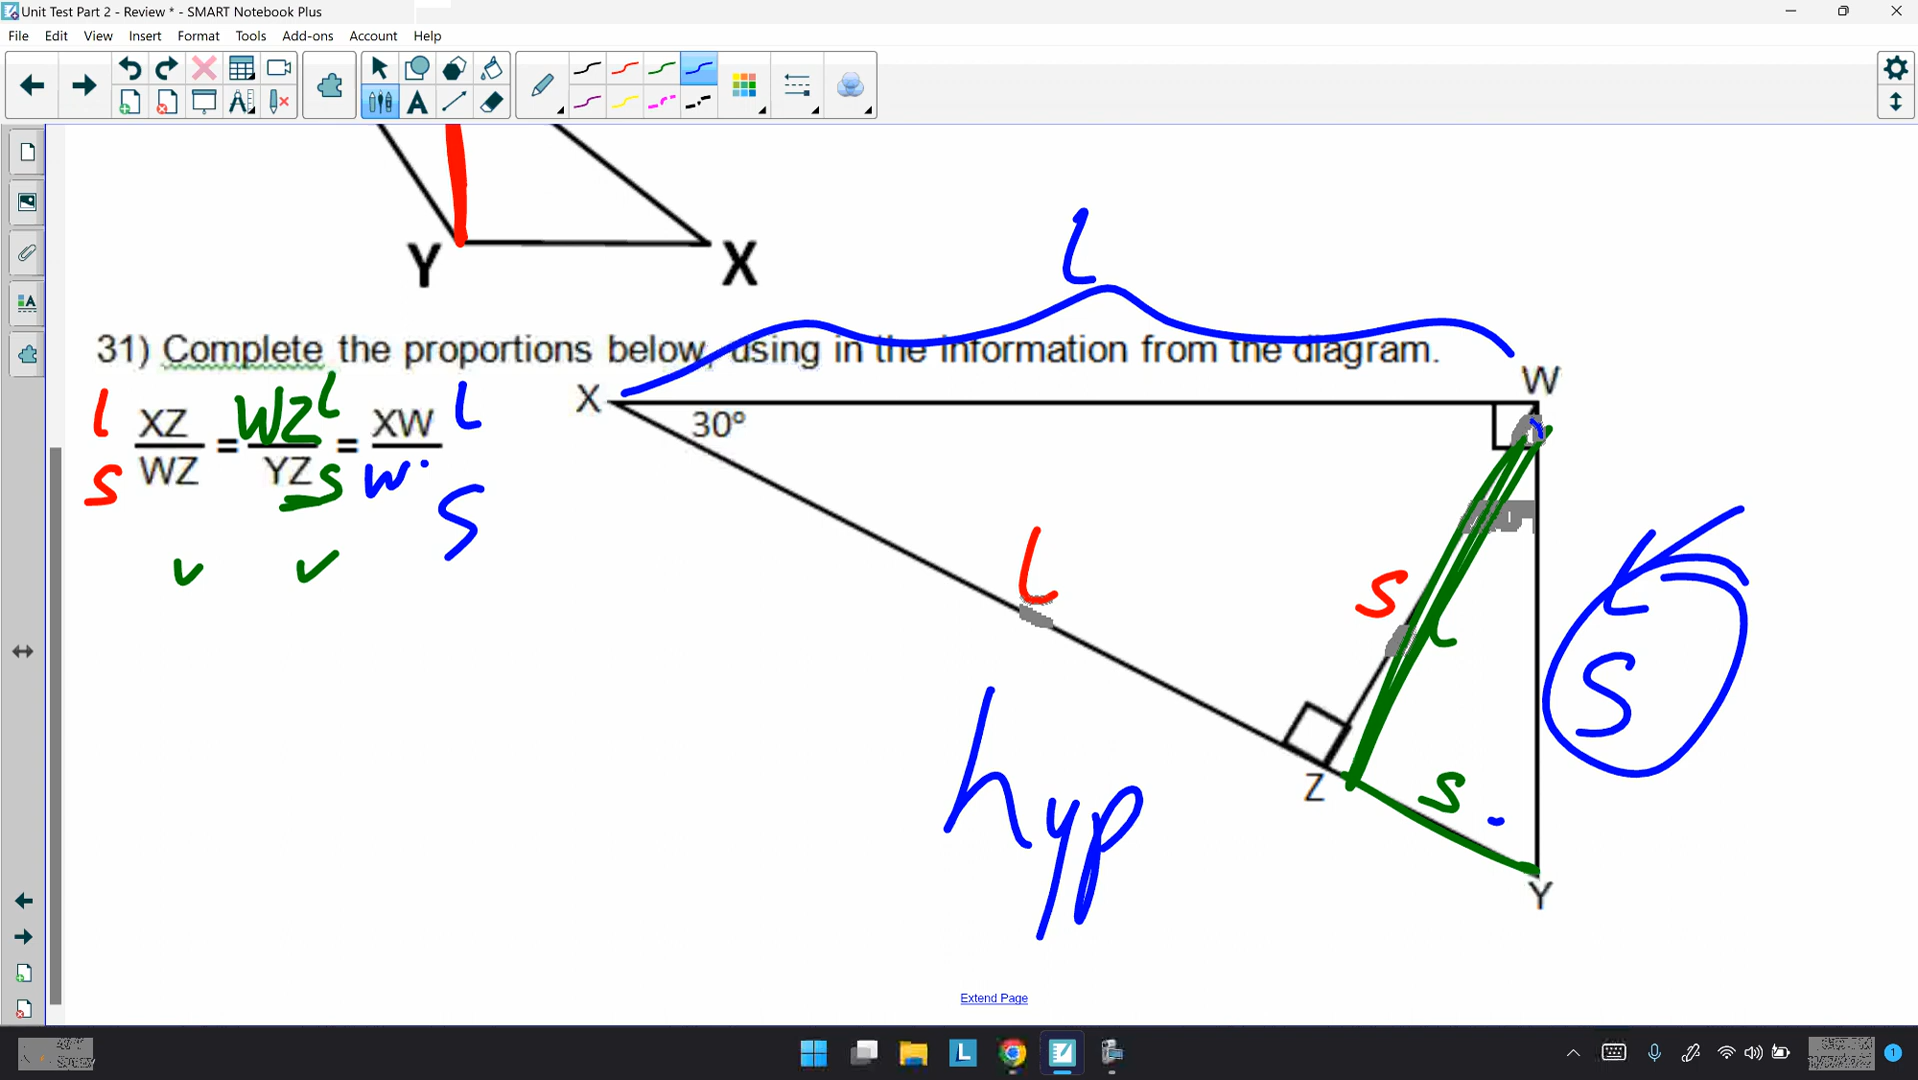 Unit Test Part 2 - Review * - SMART Notebook Plus
File Edit View Insert Format Tools Add-ons Account Help
A
A
Y
X
l
31) Complete the proportions below, using in the information from the diagram.
X
30º
W
l XZ = WZ l = XW l
s WZ YZ s W S
l
s
l
l
S
hyp
Z
s
Y
Extend Page
L
1